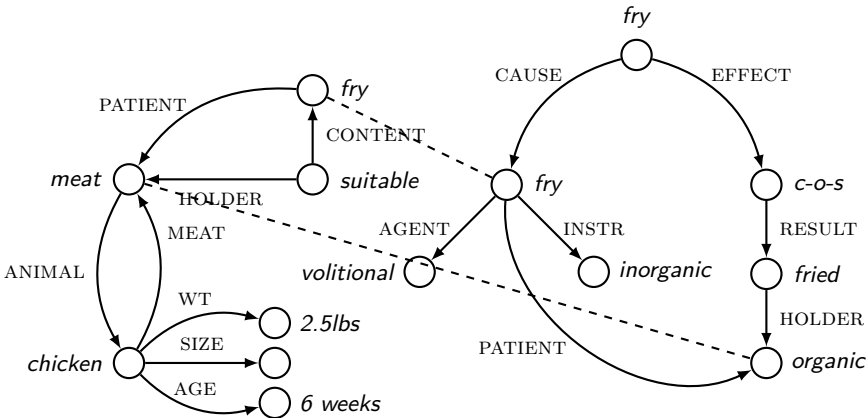 fry
CAUSE
EFFECT
fry
PATIENT
CONTENT
meat
suitable
fry
c-o-s
HOLDER
AGENT
INSTR
RESULT
MEAT
ANIMAL
volitional
inorganic
fried
WT
2.5lbs
HOLDER
SIZE
PATIENT
chicken
organic
AGE
6 weeks